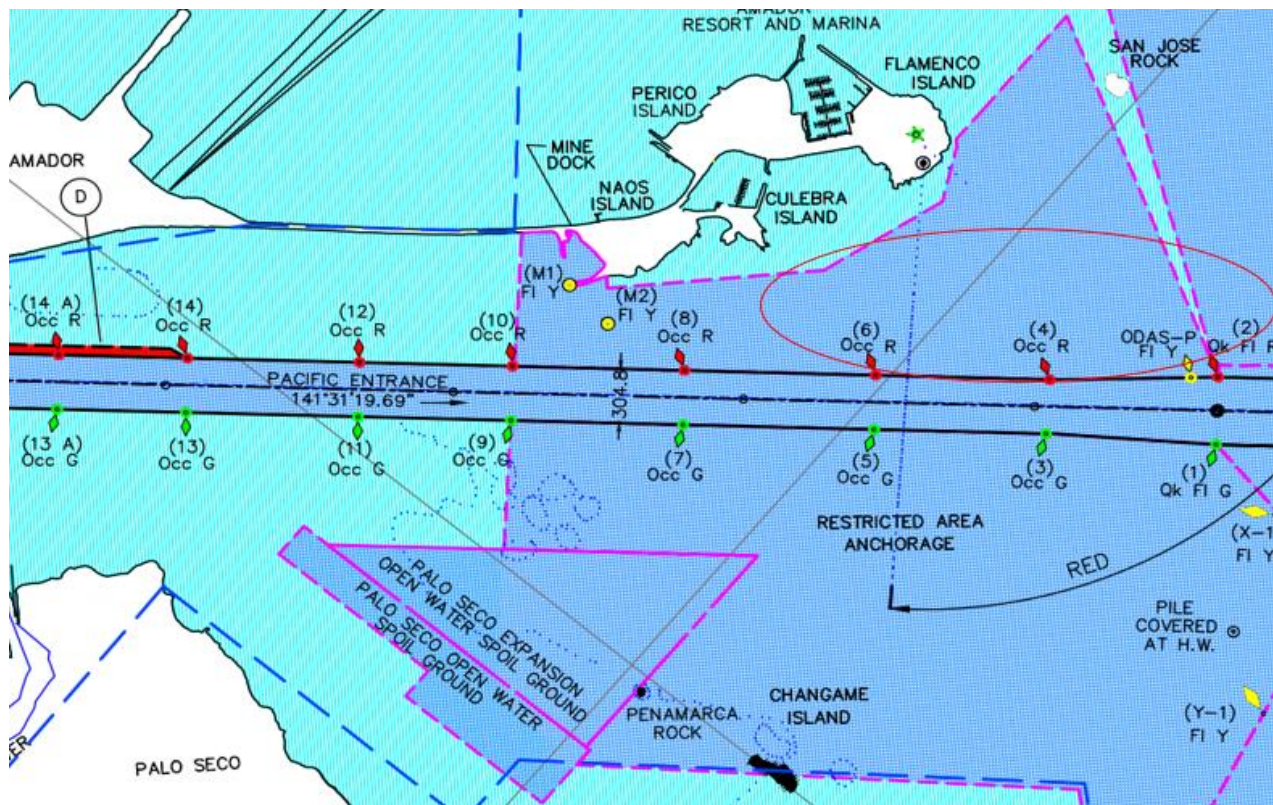 AMADOR
RESORT AND MARINA
FLAMENCO
ISLAND
SAN JOSE
ROCK
PERICO
ISLAND
MINE
DOCK
AMADOR
D
NAOS
ISLAND
CULEBRA
ISLAND
(M1)
Fl Y
(M2)
Fl Y
(14 A)
Occ R
(14)
Occ R
(12)
Occ R
(10)
Occ R
(8)
Occ R
(6)
Occ R
(4)
Occ R
ODAS-P
Fl Y
(2)
Qk Fl R
PACIFIC ENTRANCE
141°31'19.69"
304.8
(13 A)
Occ G
(13)
Occ G
(11)
Occ G
(9)
Occ G
(7)
Occ G
(5)
Occ G
(3)
Occ G
(1)
Qk Fl G
(X-1
Fl Y
RESTRICTED AREA
ANCHORAGE
RED
PALO SECO EXPANSION
OPEN WATER SPOIL GROUND
PALO SECO OPEN WATER
SPOIL GROUND
PILE
COVERED
AT H.W.
PENAMARCA
ROCK
CHANGAME
ISLAND
(Y-1)
Fl Y
PALO SECO